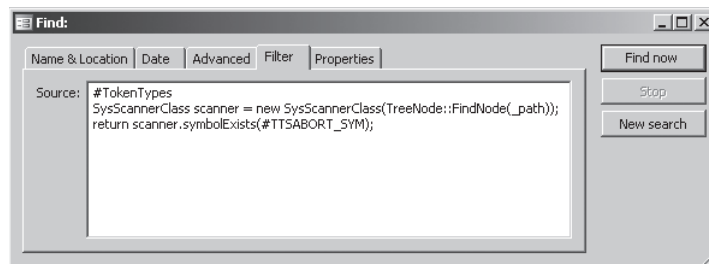 Find:
Name & Location Date Advanced Filter Properties
Find now
Source:
#TokenTypes
SysScannerClass scanner = new SysScannerClass(TreeNode::FindNode(_path));
return scanner.symbolExists(#TTSABORT_SYM);
Stop
New search